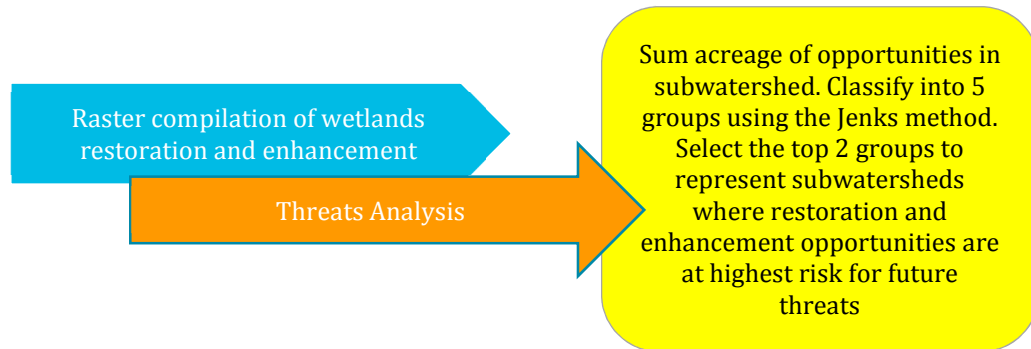 Raster compilation of wetlands
restoration and enhancement
Threats Analysis
Sum acreage of opportunities in
subwatershed. Classify into 5
groups using the Jenks method.
Select the top 2 groups to
represent subwatersheds
where restoration and
enhancement opportunities are
at highest risk for future
threats